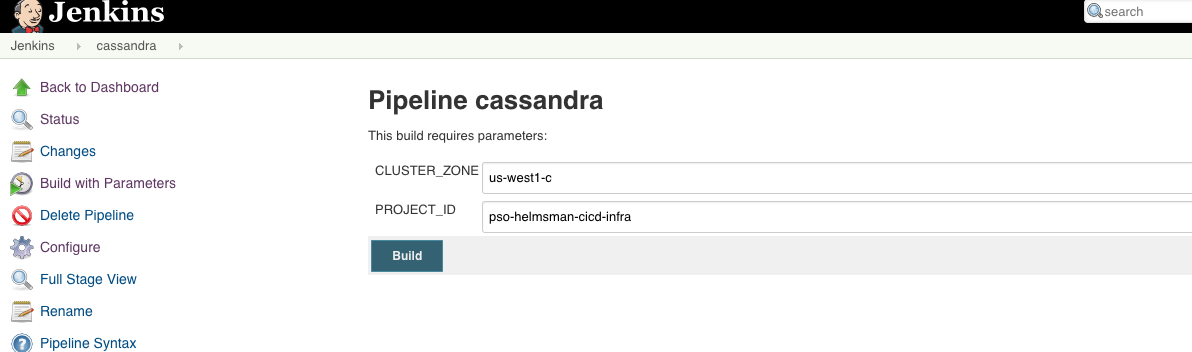 Jenkins
search
Jenkins
cassandra
Back to Dashboard
Status
Changes
Build with Parameters
Delete Pipeline
Configure
Full Stage View
Rename
Pipeline Syntax
Pipeline cassandra
This build requires parameters:
CLUSTER_ZONE us-west1-c
PROJECT_ID pso-helmsman-cicd-infra
Build